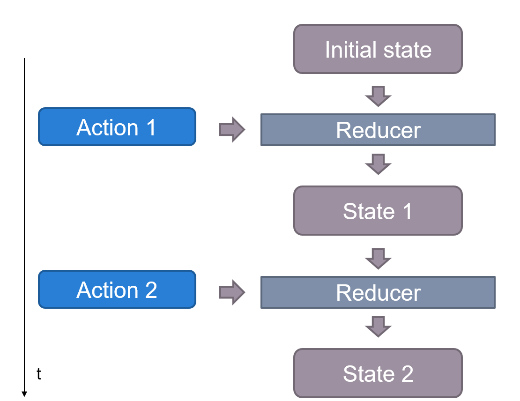 Initial state
Action 1
Reducer
State 1
Action 2
Reducer
State 2
t